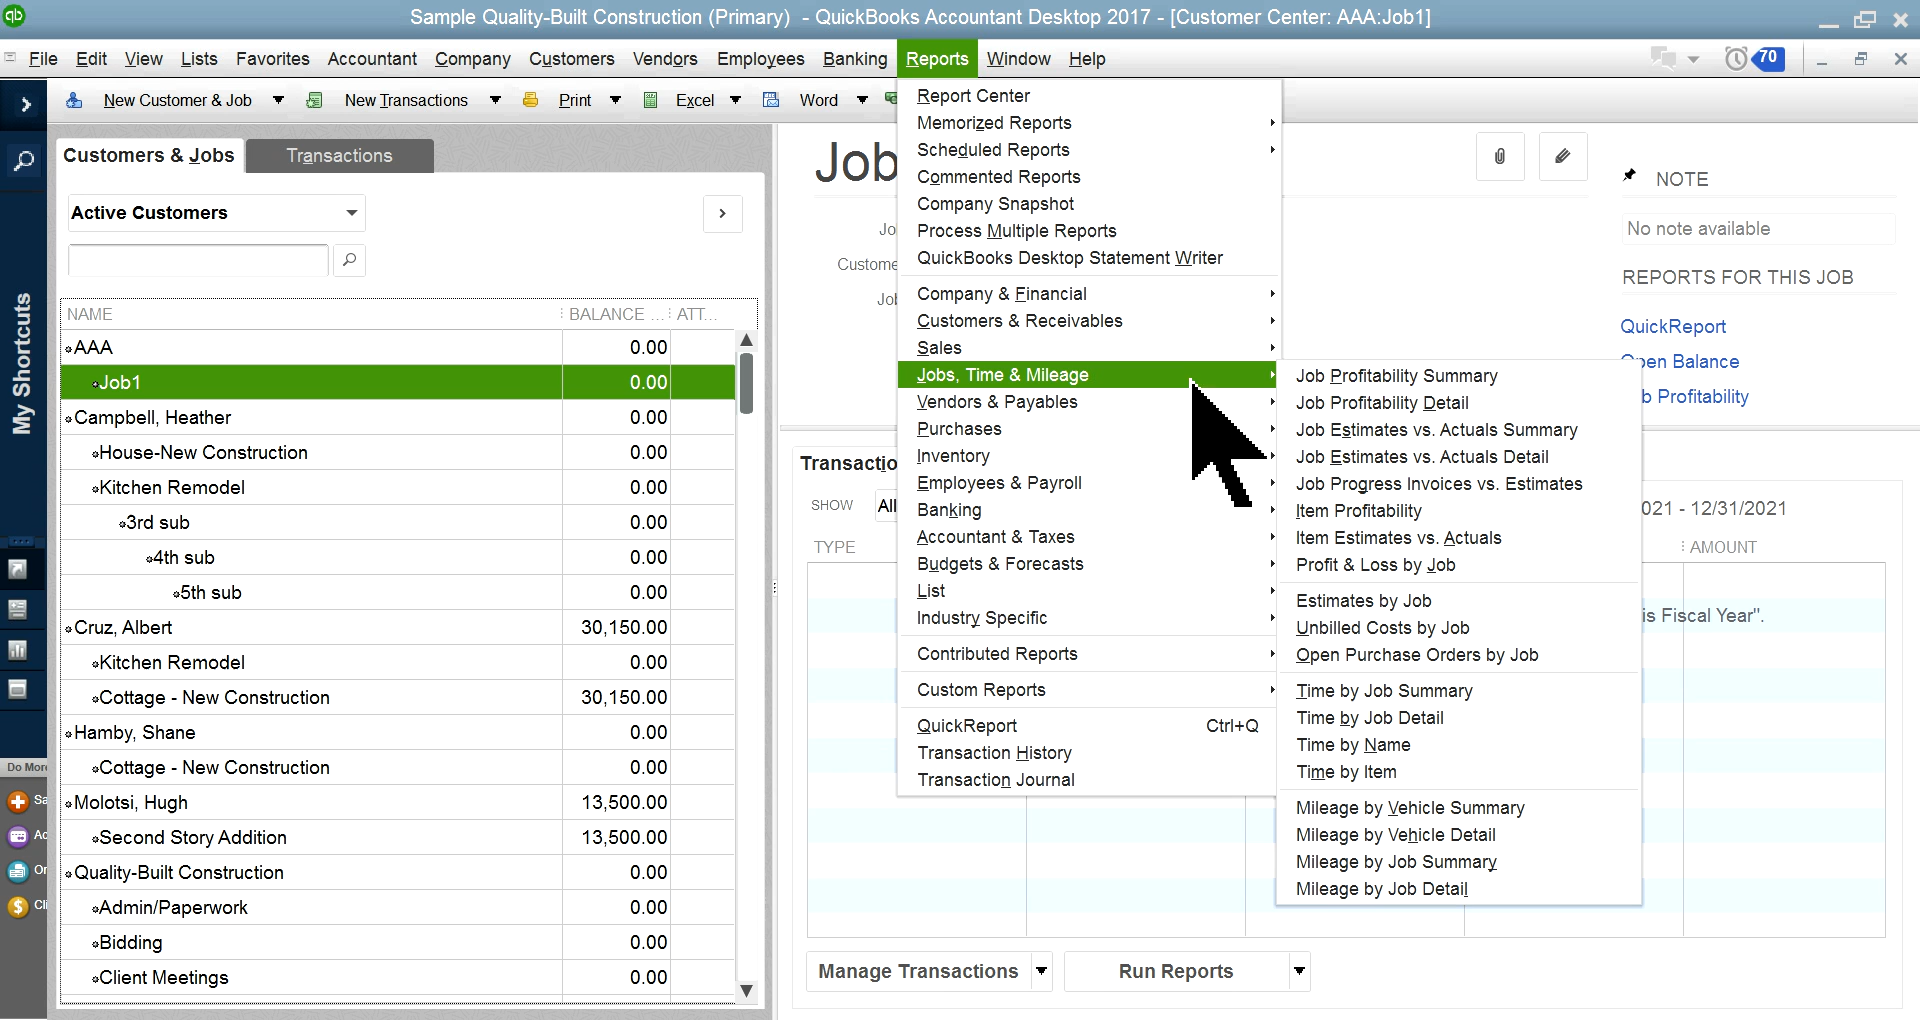 qb
Sample Quality-Built Construction (Primary) - QuickBooks Accountant Desktop 2017 - [Customer Center: AAA:Job1]
File Edit View Lists Favorites Accountant Company Customers Vendors Employees Banking Reports Window Help
70
New Customer & Job New Transactions Print Excel Word
Customers & Jobs Transactions
Active Customers
NAME BALANCE ... ATT...
AAA 0.00
Job1 0.00
Campbell, Heather 0.00
House-New Construction 0.00
Kitchen Remodel 0.00
3rd sub 0.00
4th sub 0.00
5th sub 0.00
Cruz, Albert 30,150.00
Kitchen Remodel 0.00
Cottage - New Construction 30,150.00
Hamby, Shane 0.00
Cottage - New Construction 0.00
Molotsi, Hugh 13,500.00
Second Story Addition 13,500.00
Quality-Built Construction 0.00
Admin/Paperwork 0.00
Bidding 0.00
Client Meetings 0.00
My Shortcuts
Do More
Sa
Ac
Or
Cli
Job
Jo
Custome
Job
Transactio
SHOW All
TYPE
Report Center
Memorized Reports
Scheduled Reports
Commented Reports
Company Snapshot
Process Multiple Reports
QuickBooks Desktop Statement Writer
Company & Financial
Customers & Receivables
Sales
Jobs, Time & Mileage
Vendors & Payables
Purchases
Inventory
Employees & Payroll
Banking
Accountant & Taxes
Budgets & Forecasts
List
Industry Specific
Contributed Reports
Custom Reports
QuickReport Ctrl+Q
Transaction History
Transaction Journal
Job Profitability Summary
Job Profitability Detail
Job Estimates vs. Actuals Summary
Job Estimates vs. Actuals Detail
Job Progress Invoices vs. Estimates
Item Profitability
Item Estimates vs. Actuals
Profit & Loss by Job
Estimates by Job
Unbilled Costs by Job
Open Purchase Orders by Job
Time by Job Summary
Time by Job Detail
Time by Name
Time by Item
Mileage by Vehicle Summary
Mileage by Vehicle Detail
Mileage by Job Summary
Mileage by Job Detail
NOTE
No note available
REPORTS FOR THIS JOB
QuickReport
Open Balance
b Profitability
021 - 12/31/2021
AMOUNT
is Fiscal Year".
Manage Transactions Run Reports